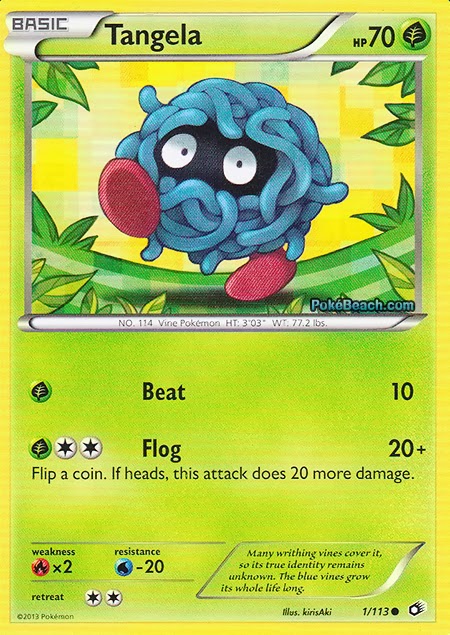 BASIC
Tangela
HP70
PokéBeach.com
NO. 114 Vine Pokémon HT: 3'03" WT: 77.2 lbs.
Beat 10
Flog 20+
Flip a coin. If heads, this attack does 20 more damage.
weakness resistance
×2 -20
retreat
Many writhing vines cover it,
so its true identity remains
unknown. The blue vines grow
its whole life long.
©2013 Pokémon
Illus. kirisAki 1/113